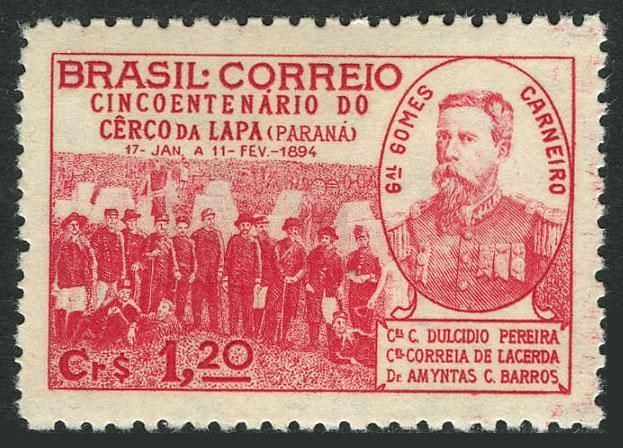 BRASIL·CORREIO
CINCOENTENÁRIO DO
CÊRCO DA LAPA (PARANÁ)
17-JAN. A 11-FEV.-1894
Gal GOMES CARNEIRO
Cel C. DULCIDIO PEREIRA
Cel CORREIA DE LACERDA
Dr AMYNTAS C. BARROS
Cr$ 1,20